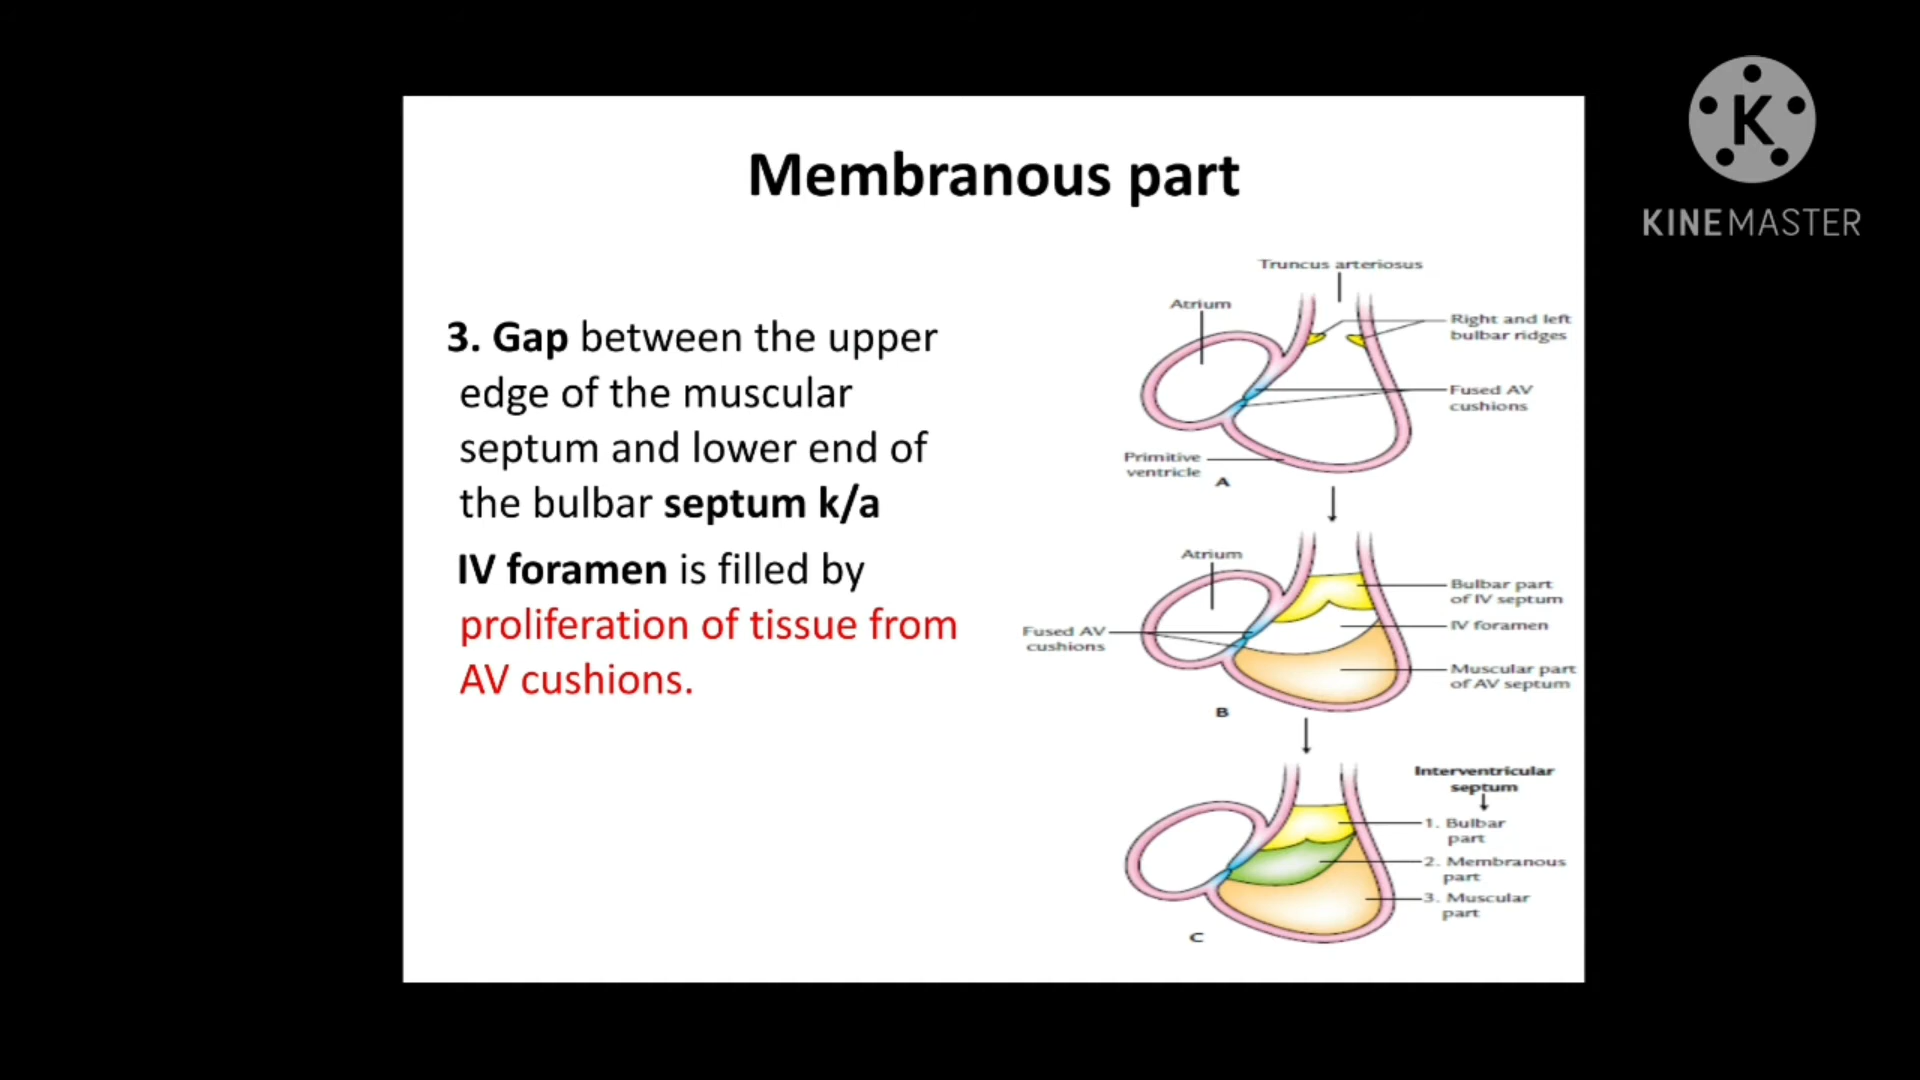 Membranous part
3. Gap between the upper
edge of the muscular
septum and lower end of
the bulbar septum k/a
IV foramen is filled by
proliferation of tissue from
AV cushions.
Truncus arteriosus
Atrium
Right and left
bulbar ridges
Fused AV
cushions
Primitive
ventricle
A
Atrium
Bulbar part
of IV septum
IV foramen
Fused AV
cushions
Muscular part
of AV septum
B
Interventricular
septum
1. Bulbar
part
2. Membranous
part
3. Muscular
part
C
K
KINEMASTER